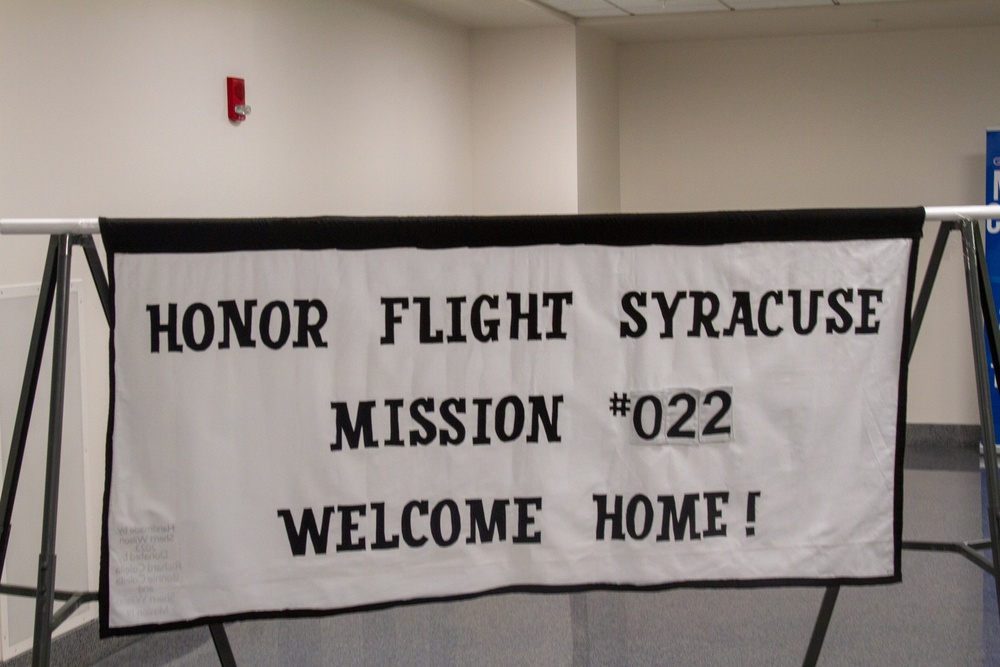 HONOR FLIGHT SYRACUSE
MISSION #022
WELCOME HOME!